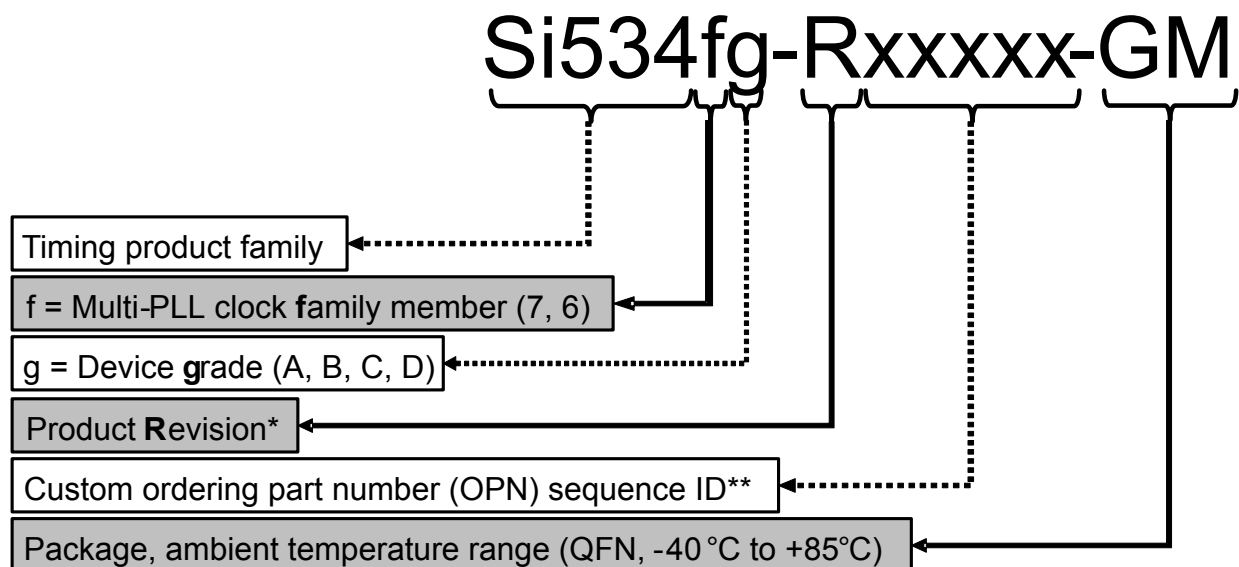 Si534fg-Rxxxxx-GM
Timing product family
f = Multi-PLL clock family member (7, 6)
g = Device grade (A, B, C, D)
Product Revision*
Custom ordering part number (OPN) sequence ID**
Package, ambient temperature range (QFN, -40 °C to +85°C)